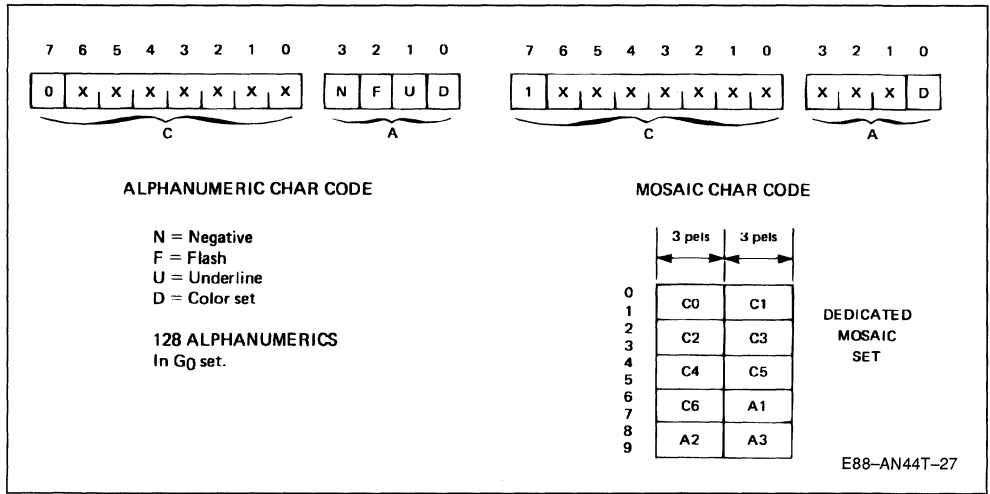 7 6 5 4 3 2 1 0 3 2 1 0 7 6 5 4 3 2 1 0 3 2 1 0
0 X X X X X X X N F U D 1 X X X X X X X X X X D
C A C A
ALPHANUMERIC CHAR CODE
N = Negative
F = Flash
U = Underline
D = Color set
128 ALPHANUMERICS
In G0 set.
MOSAIC CHAR CODE
3 pels 3 pels
0
1
2
3
4
5
6
7
8
9
C0 C1
C2 C3
C4 C5
C6 A1
A2 A3
DEDICATED
MOSAIC
SET
E88–AN44T–27